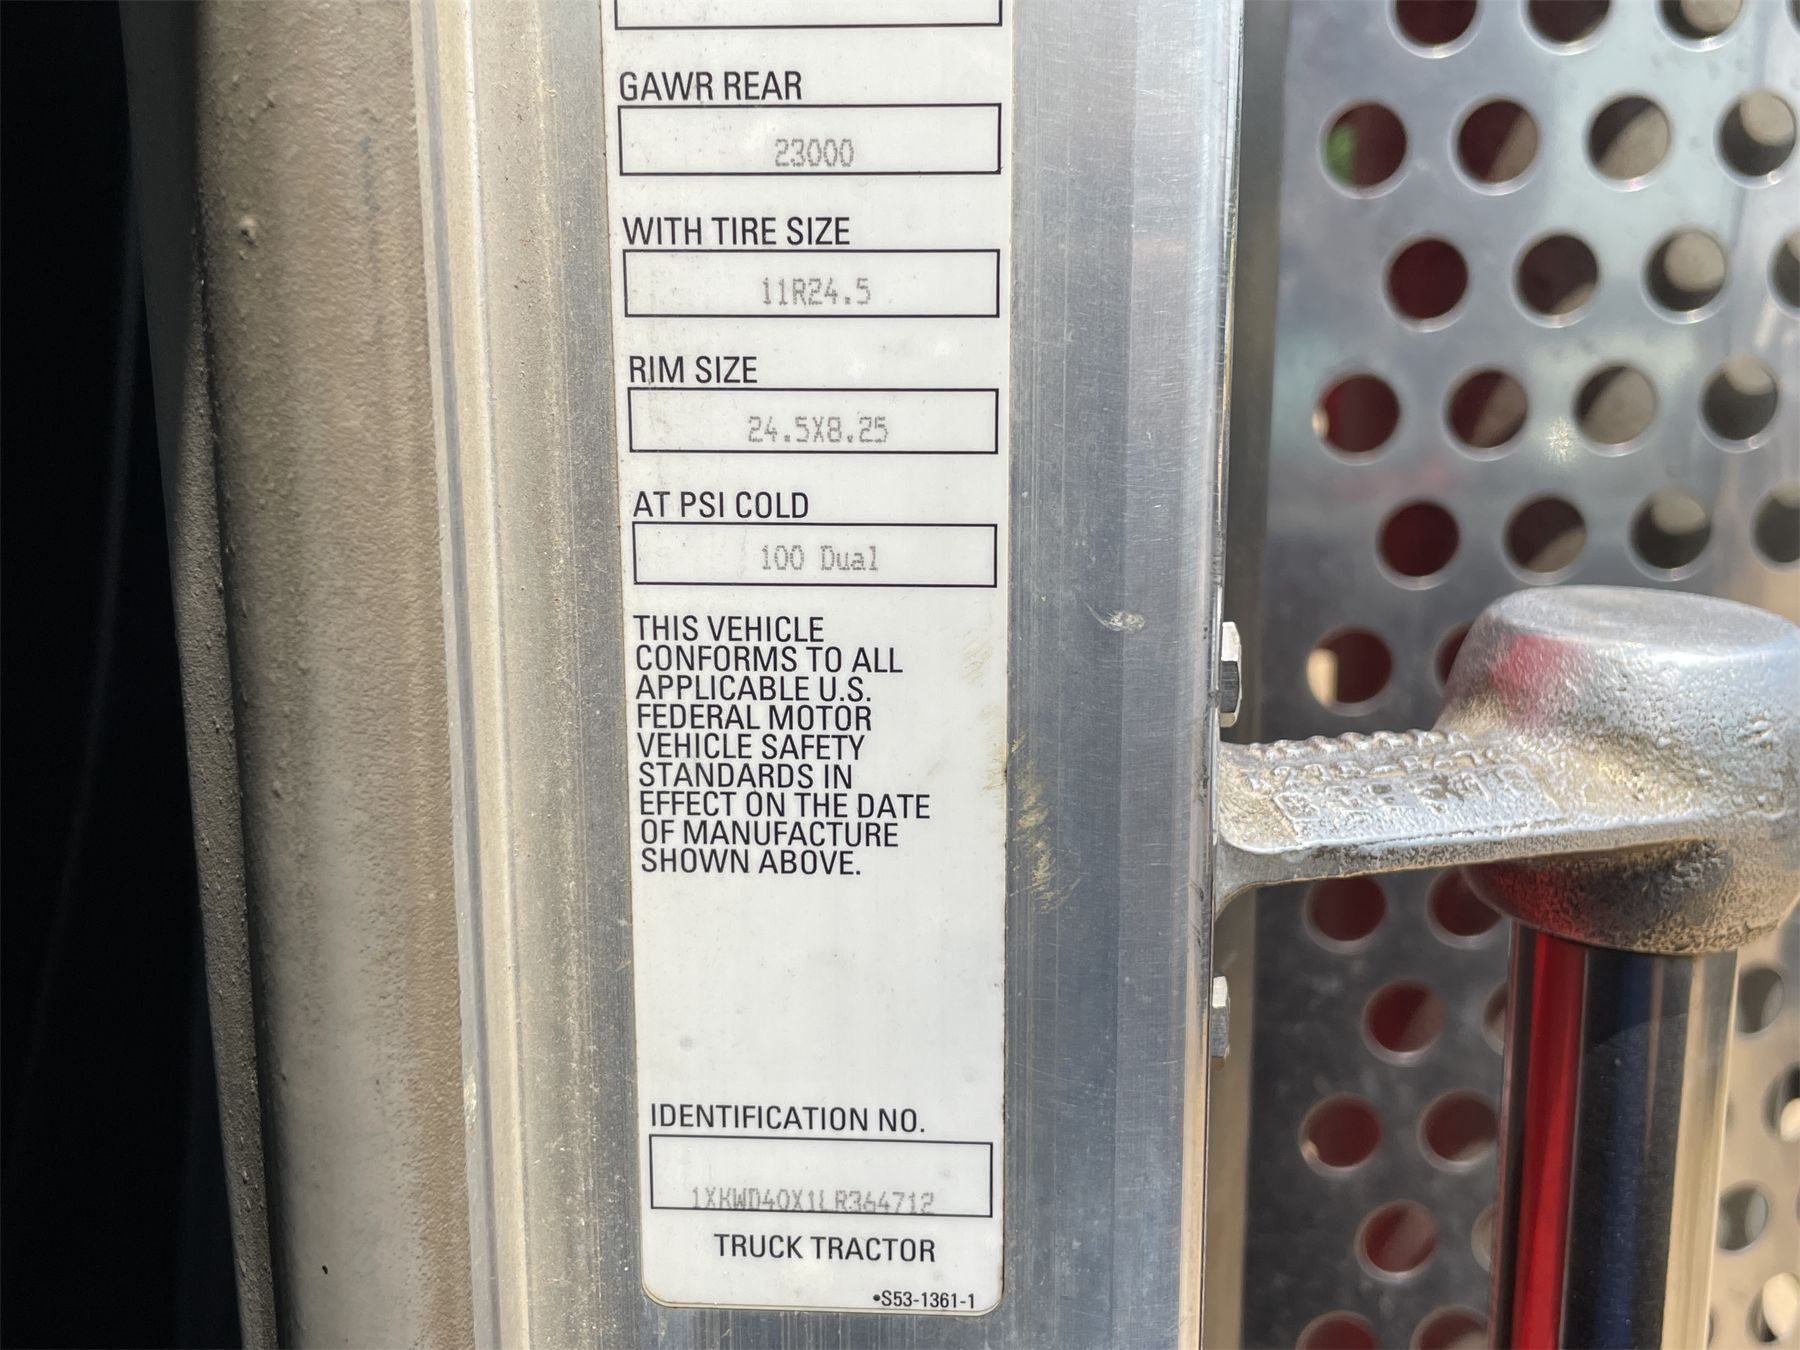 GAWR REAR
23000
WITH TIRE SIZE
11R24.5
RIM SIZE
24.5X8.25
AT PSI COLD
100 Dual
THIS VEHICLE
CONFORMS TO ALL
APPLICABLE U.S.
FEDERAL MOTOR
VEHICLE SAFETY
STANDARDS IN
EFFECT ON THE DATE
OF MANUFACTURE
SHOWN ABOVE.
IDENTIFICATION NO.
1XKWD40X1LR364712
TRUCK TRACTOR
•S53-1361-1